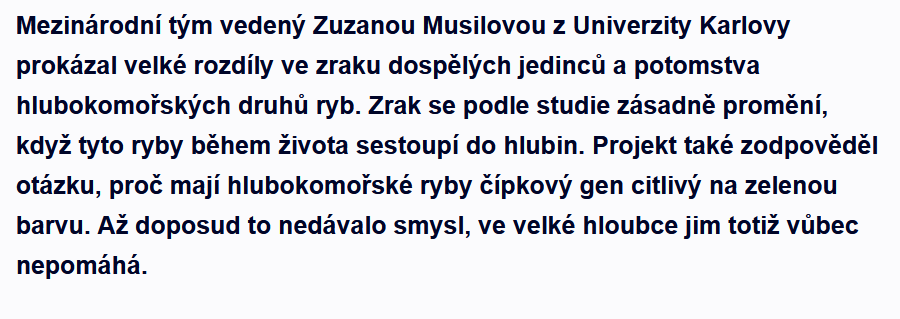 Mezinárodní tým vedený Zuzanou Musilovou z Univerzity Karlovy
prokázal velké rozdíly ve zraku dospělých jedinců a potomstva
hlubokomořských druhů ryb. Zrak se podle studie zásadně promění,
když tyto ryby během života sestoupí do hlubin. Projekt také zodpověděl
otázku, proč mají hlubokomořské ryby čípkový gen citlivý na zelenou
barvu. Až doposud to nedávalo smysl, ve velké hloubce jim totiž vůbec
nepomáhá.